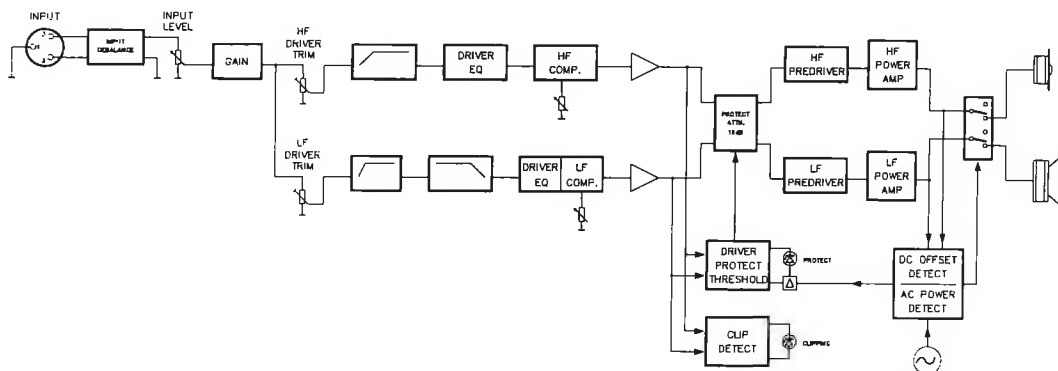 INPUT
INPUT
LEVEL
INPUT
DEBALANCE
GAIN
HF
DRIVER
TRIM
DRIVER
EQ
HF
COMP.
LF
DRIVER
TRIM
DRIVER
EQ
LF
COMP.
PROTECT
HF
PREDRIVER
HF
POWER
AMP
LF
PREDRIVER
LF
POWER
AMP
DRIVER
PROTECT
THRESHOLD
PROTECT
CLIP
DETECT
CLIPPING
DC OFFSET
DETECT
AC POWER
DETECT